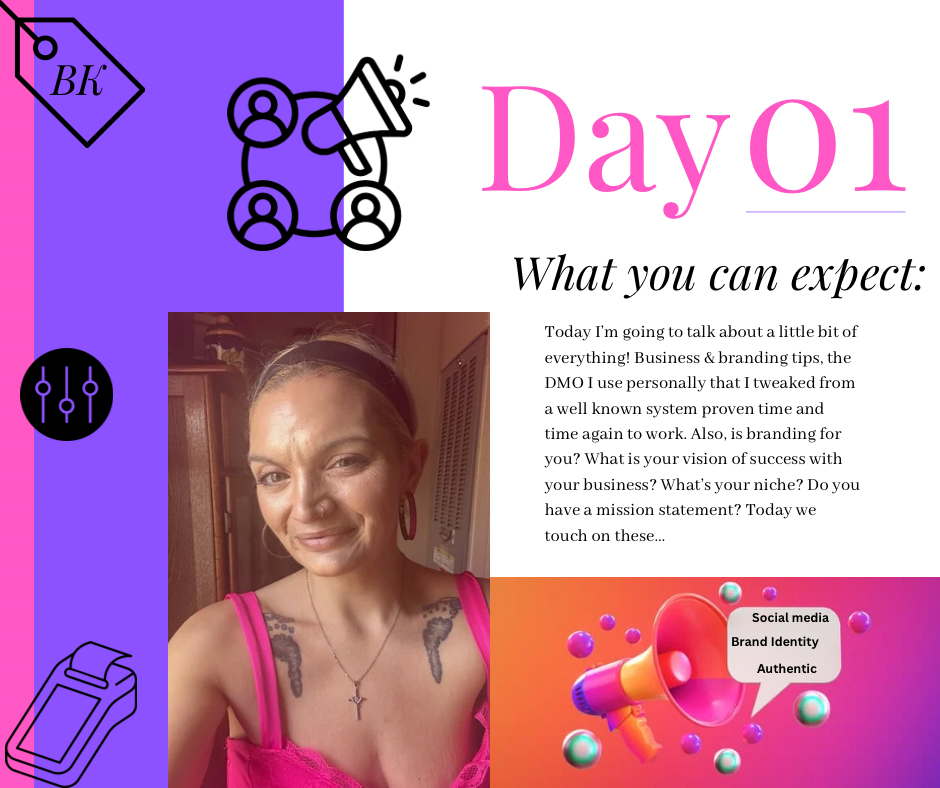 BK
Day 01
What you can expect:
Today I'm going to talk about a little bit of
everything! Business & branding tips, the
DMO I use personally that I tweaked from
a well known system proven time and
time again to work. Also, is branding for
you? What is your vision of success with
your business? What's your niche? Do you
have a mission statement? Today we
touch on these...
Social media
Brand Identity
Authentic